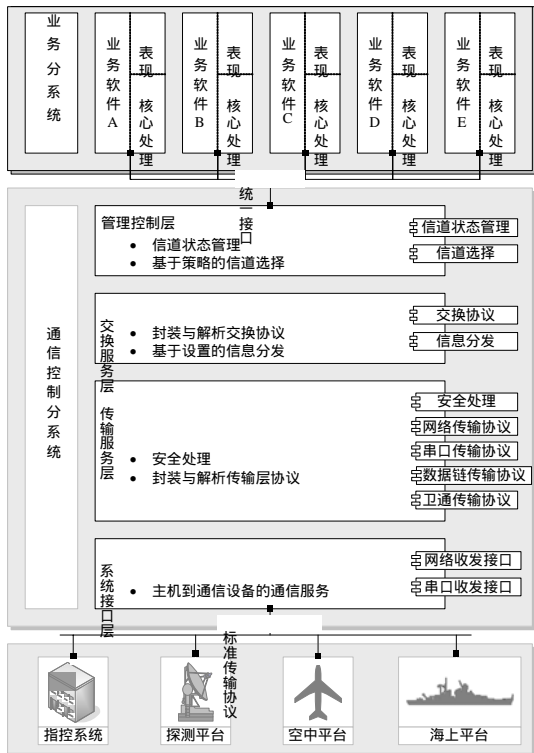 业务分系统
业务软件A
表现
核心处理
业务软件B
表现
核心处理
业务软件C
表现
核心处理
业务软件D
表现
核心处理
业务软件E
表现
核心处理
统一接口
通信控制分系统
管理控制层
• 信道状态管理
• 基于策略的信道选择
信道状态管理
信道选择
交换服务层
• 封装与解析交换协议
• 基于设置的信息分发
交换协议
信息分发
传输服务层
• 安全处理
• 封装与解析传输层协议
安全处理
网络传输协议
串口传输协议
数据链传输协议
卫通传输协议
系统接口层
• 主机到通信设备的通信服务
网络收发接口
串口收发接口
标准传输协议
指控系统
探测平台
空中平台
海上平台